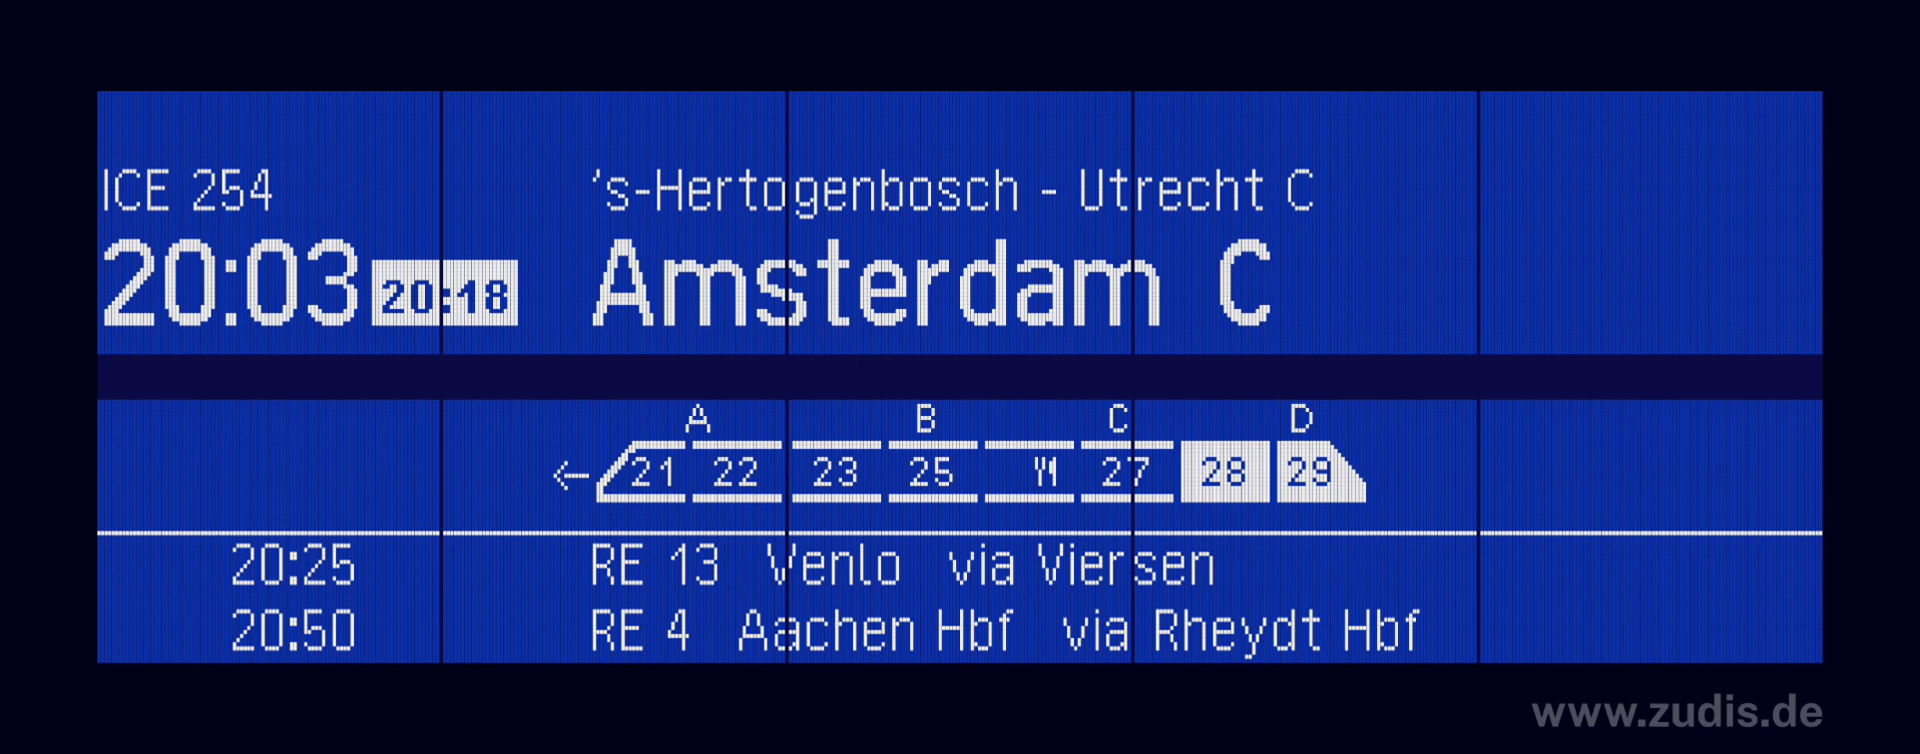 ICE 254 's-Hertogenbosch - Utrecht C
20:03 20:18 Amsterdam C
A B C D
← 21 22 23 25 27 28 29
20:25 RE 13 Venlo via Viersen
20:50 RE 4 Aachen Hbf via Rheydt Hbf
www.zudis.de